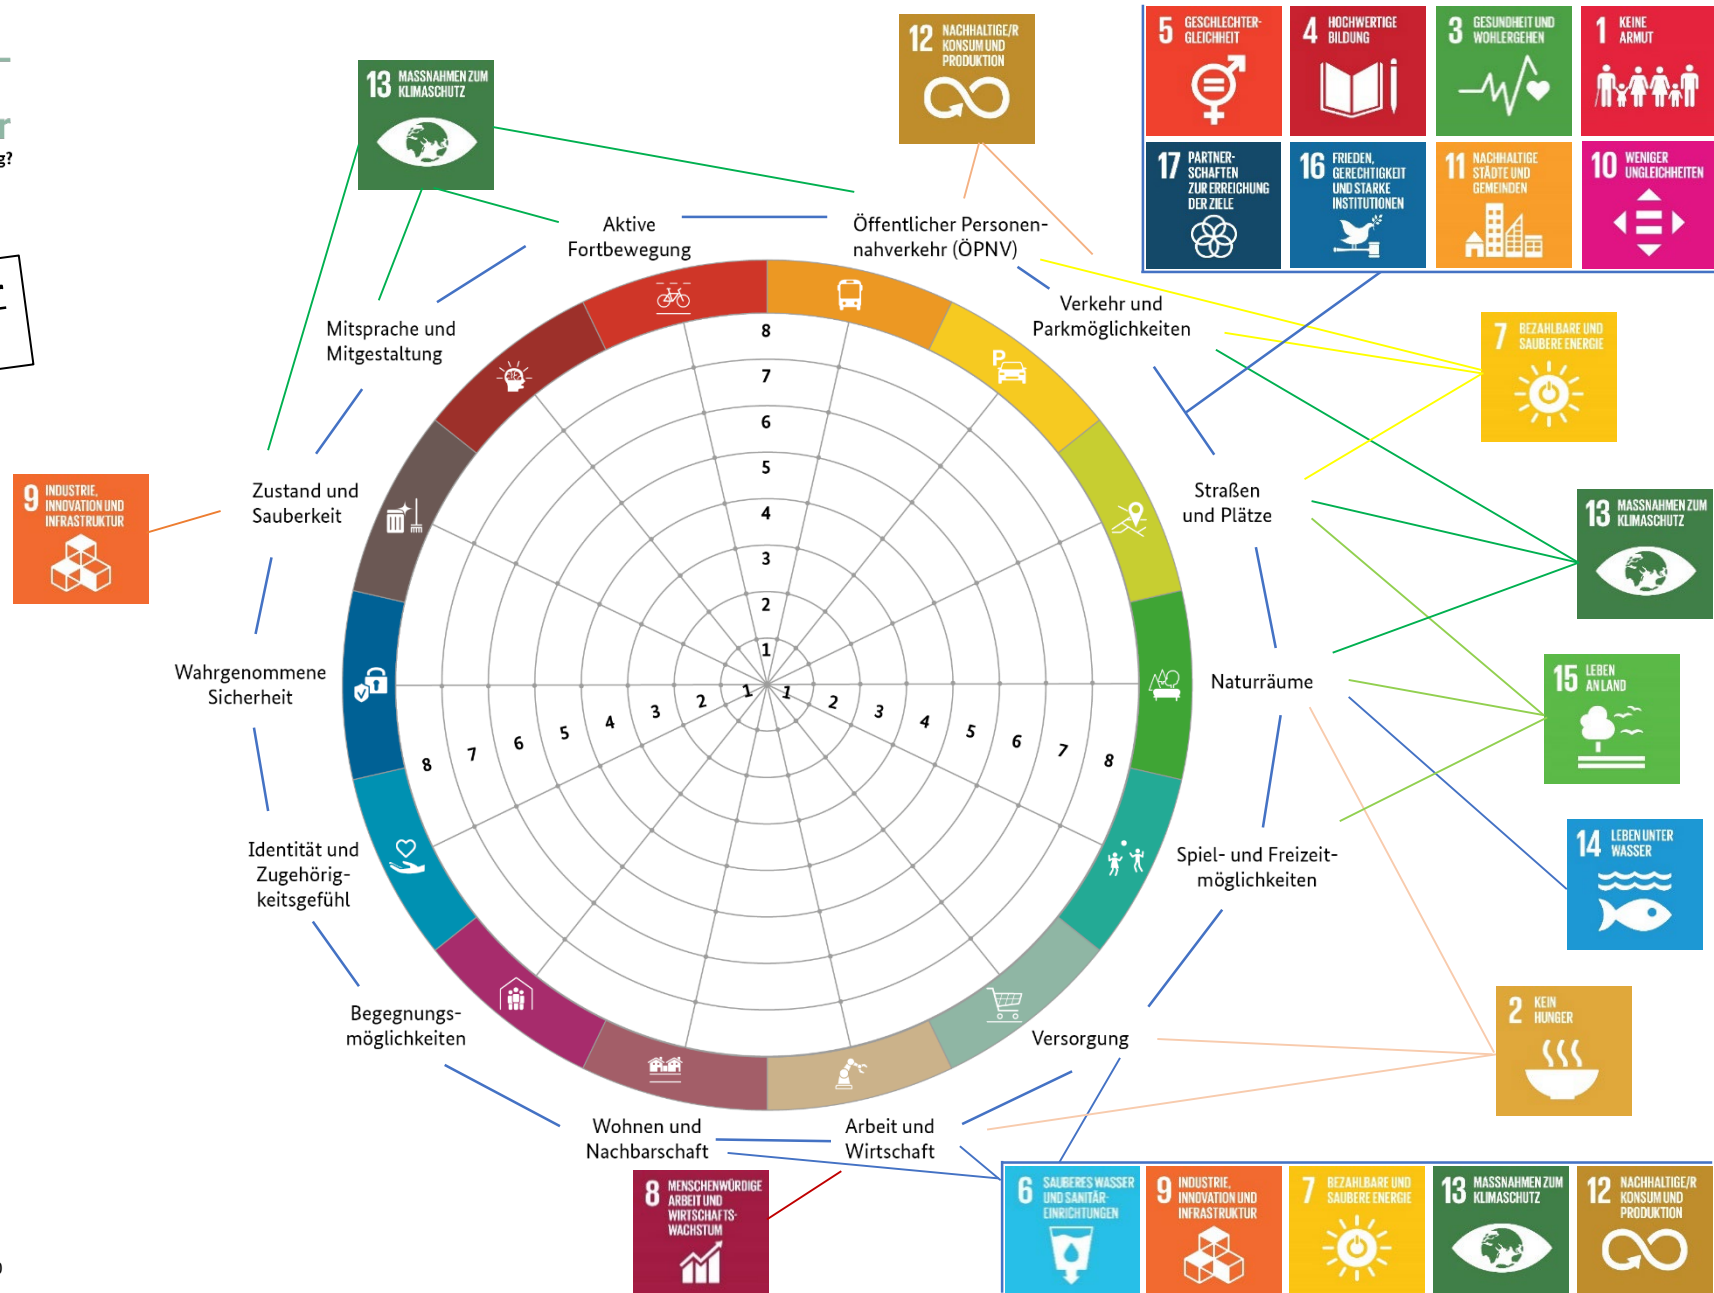 r
g?
13 MASSNAHMEN ZUM
KLIMASCHUTZ
12 NACHHALTIGE/R
KONSUM UND
PRODUKTION
5 GESCHLECHTER-
GLEICHHEIT
4 HOCHWERTIGE
BILDUNG
3 GESUNDHEIT UND
WOHLERGEHEN
1 KEINE
ARMUT
17 PARTNER-
SCHAFTEN
ZUR ERREICHUNG
DER ZIELE
16 FRIEDEN,
GERECHTIGKEIT
UND STARKE
INSTITUTIONEN
11 NACHHALTIGE
STÄDTE UND
GEMEINDEN
10 WENIGER
UNGLEICHHEITEN
Aktive
Fortbewegung
Öffentlicher Personen-
nahverkehr (ÖPNV)
Verkehr und
Parkmöglichkeiten
Mitsprache und
Mitgestaltung
7 BEZAHLBARE UND
SAUBERE ENERGIE
P
8
7
6
5
4
3
2
1
Zustand und
Sauberkeit
Straßen
und Plätze
9 INDUSTRIE,
INNOVATION UND
INFRASTRUKTUR
13 MASSNAHMEN ZUM
KLIMASCHUTZ
Wahrgenommene
Sicherheit
Naturräume
15 LEBEN
AN LAND
8 7 6 5 4 3 2 1
1 2 3 4 5 6 7 8
Identität und
Zugehörig-
keitsgefühl
Spiel- und Freizeit-
möglichkeiten
14 LEBEN UNTER
WASSER
Begegnungs-
möglichkeiten
Versorgung
2 KEIN
HUNGER
Wohnen und
Nachbarschaft
Arbeit und
Wirtschaft
8 MENSCHENWÜRDIGE
ARBEIT UND
WIRTSCHAFTS-
WACHSTUM
6 SAUBERES WASSER
UND SANITÄR-
EINRICHTUNGEN
9 INDUSTRIE,
INNOVATION UND
INFRASTRUKTUR
7 BEZAHLBARE UND
SAUBERE ENERGIE
13 MASSNAHMEN ZUM
KLIMASCHUTZ
12 NACHHALTIGE/R
KONSUM UND
PRODUKTION